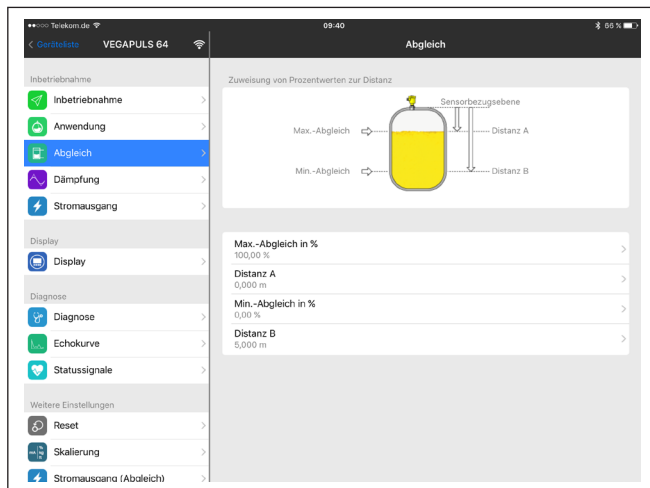 Telekom.de
09:40
66 %
Geräteliste
VEGAPULS 64
Abgleich
Inbetriebnahme
Inbetriebnahme
Anwendung
Abgleich
Dämpfung
Stromausgang
Display
Display
Diagnose
Diagnose
Echokurve
Statussignale
Weitere Einstellungen
Reset
Skalierung
Stromausgang (Abgleich)
Zuweisung von Prozentwerten zur Distanz
Sensorbezugsebene
Max.-Abgleich
Distanz A
Min.-Abgleich
Distanz B
Max.-Abgleich in %
100,00 %
Distanz A
0,000 m
Min.-Abgleich in %
0,00 %
Distanz B
5,000 m